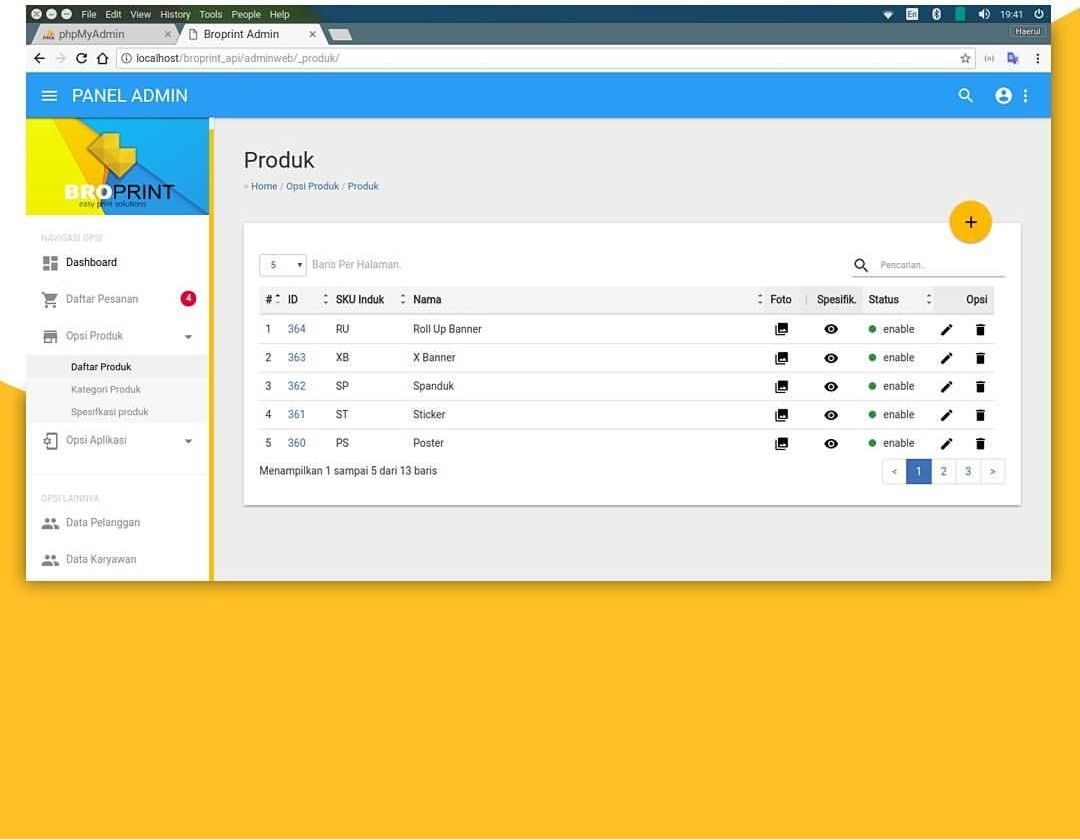 File Edit View History Tools People Help
En 19:41
phpMyAdmin × Broprint Admin ×
Haerul
localhost/broprint_api/adminweb/_produk/
PANEL ADMIN
BROPRINT
easy print solutions
NAVIGASI OPSI
Dashboard
Daftar Pesanan 4
Opsi Produk
Daftar Produk
Kategori Produk
Spesifkasi produk
Opsi Aplikasi
OPSI LAINNYA
Data Pelanggan
Data Karyawan
Produk
» Home / Opsi Produk / Produk
+
5 Baris Per Halaman.
Pencarian..
# ID SKU Induk Nama Foto Spesifik. Status Opsi
1 364 RU Roll Up Banner enable
2 363 XB X Banner enable
3 362 SP Spanduk enable
4 361 ST Sticker enable
5 360 PS Poster enable
Menampilkan 1 sampai 5 dari 13 baris
< 1 2 3 >